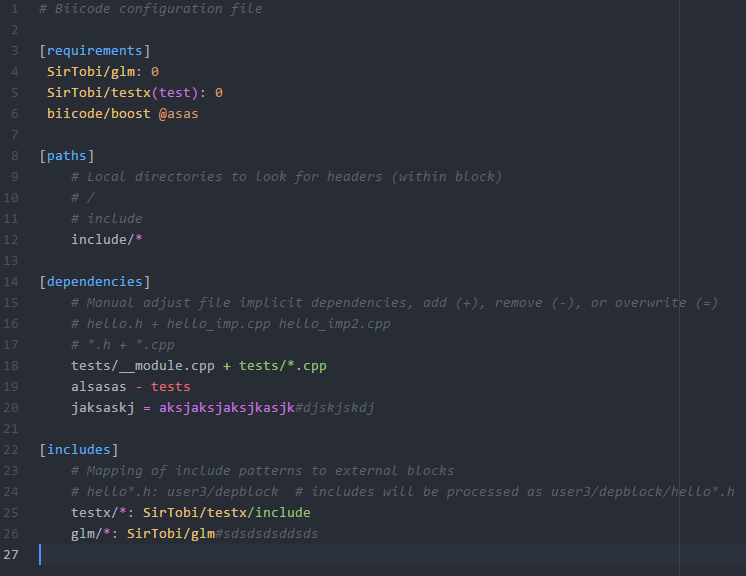 1 # Biicode configuration file
2
3 [requirements]
4  SirTobi/glm: 0
5  SirTobi/testx(test): 0
6  biicode/boost @asas
7
8 [paths]
9     # Local directories to look for headers (within block)
10     # /
11     # include
12     include/*
13
14 [dependencies]
15     # Manual adjust file implicit dependencies, add (+), remove (-), or overwrite (=)
16     # hello.h + hello_imp.cpp hello_imp2.cpp
17     # *.h + *.cpp
18     tests/__module.cpp + tests/*.cpp
19     alsasas - tests
20     jaksaskj = aksjaksjaksjkasjk#djskjskdj
21
22 [includes]
23     # Mapping of include patterns to external blocks
24     # hello*.h: user3/depblock  # includes will be processed as user3/depblock/hello*.h
25     testx/*: SirTobi/testx/include
26     glm/*: SirTobi/glm#sdsdsdsddsds
27